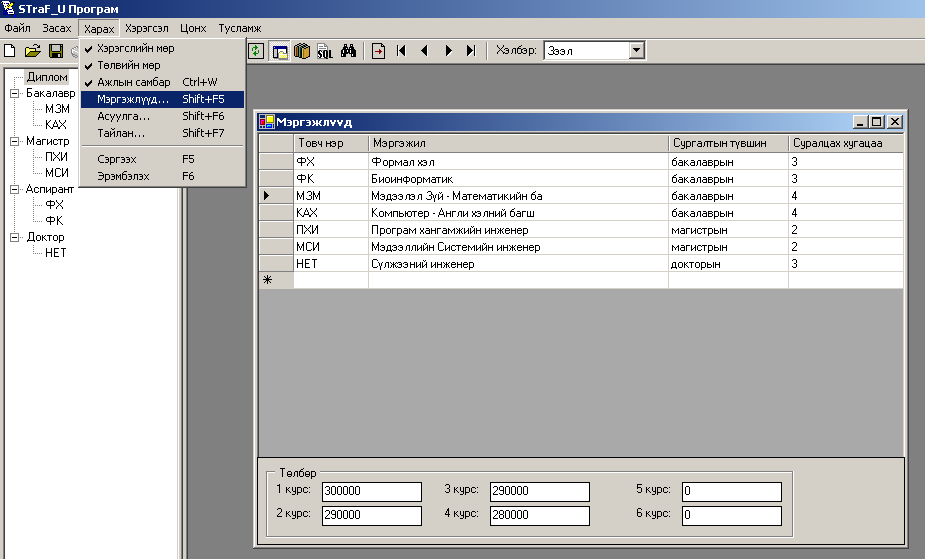 STraF_U Програм
Файл Засах Харах Хэрэгсэл Цонх Тусламж
Хэлбэр: Зээл
Хэрэгслийн мөр
Төлвийн мөр
Ажлын самбар Ctrl+W
Мэргэжлүүд... Shift+F5
Асуулга... Shift+F6
Тайлан... Shift+F7
Сэргээх F5
Эрэмбэлэх F6
SQL
Диплом
Бакалавр
МЗМ
КАХ
Магистр
ПХИ
МСИ
Аспирант
ФХ
ФК
Доктор
НЕТ
Мэргэжлүүд
Товч нэр Мэргэжил Сургалтын түвшин Суралцах хугацаа
ФХ Формал хэл бакалаврын 3
ФК Биоинформатик бакалаврын 3
МЗМ Мэдээлэл Зүй - Математикийн ба бакалаврын 4
КАХ Компьютер - Англи хэлний багш бакалаврын 4
ПХИ Програм хангамжийн инженер магистрын 2
МСИ Мэдээллийн Системийн инженер магистрын 2
НЕТ Сүлжээний инженер докторын 3
Төлбөр
1 курс: 300000 3 курс: 290000 5 курс: 0
2 курс: 290000 4 курс: 280000 6 курс: 0